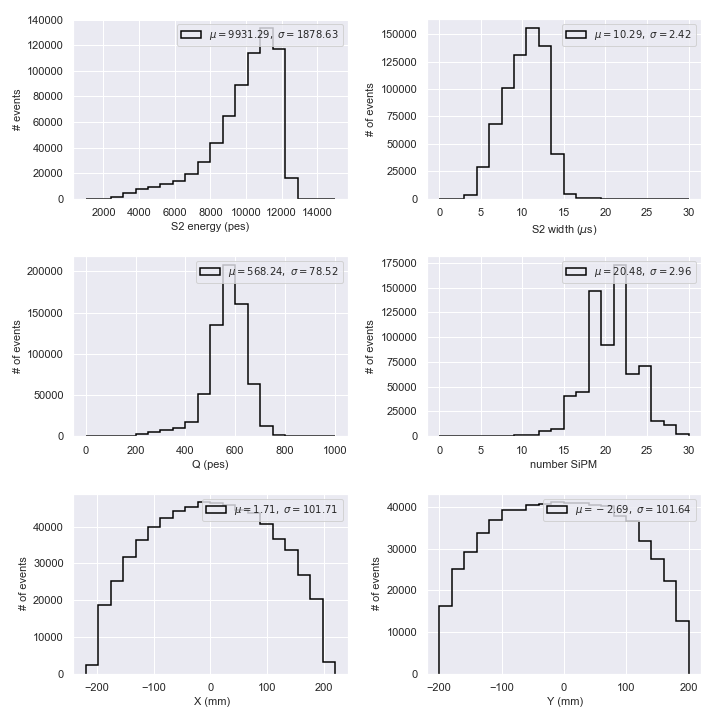 140000
120000
100000
80000
60000
40000
20000
0
# events
2000 4000 6000 8000 10000 12000 14000
S2 energy (pes)
μ = 9931.29, σ = 1878.63
150000
125000
100000
75000
50000
25000
0
# of events
0 5 10 15 20 25 30
S2 width (μs)
μ = 10.29, σ = 2.42
200000
150000
100000
50000
0
# of events
0 200 400 600 800 1000
Q (pes)
μ = 568.24, σ = 78.52
175000
150000
125000
100000
75000
50000
25000
0
# of events
0 5 10 15 20 25 30
number SiPM
μ = 20.48, σ = 2.96
40000
30000
20000
10000
0
# of events
−200 −100 0 100 200
X (mm)
μ = 1.71, σ = 101.71
40000
30000
20000
10000
0
# of events
−200 −100 0 100 200
Y (mm)
μ = −2.69, σ = 101.64